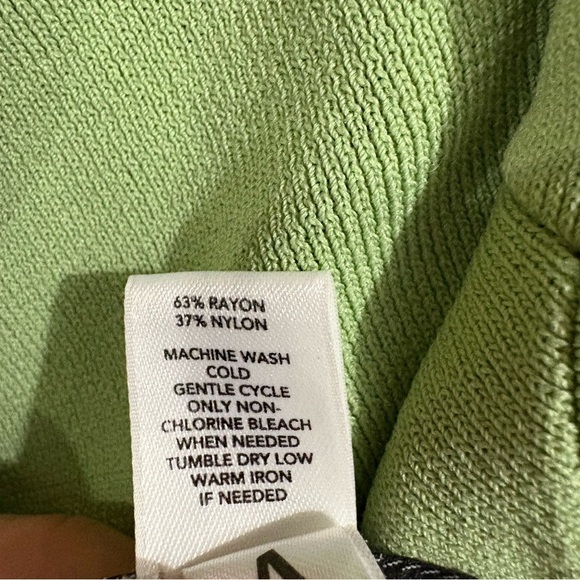 63% RAYON
37% NYLON
MACHINE WASH
COLD
GENTLE CYCLE
ONLY NON-
CHLORINE BLEACH
WHEN NEEDED
TUMBLE DRY LOW
WARM IRON
IF NEEDED